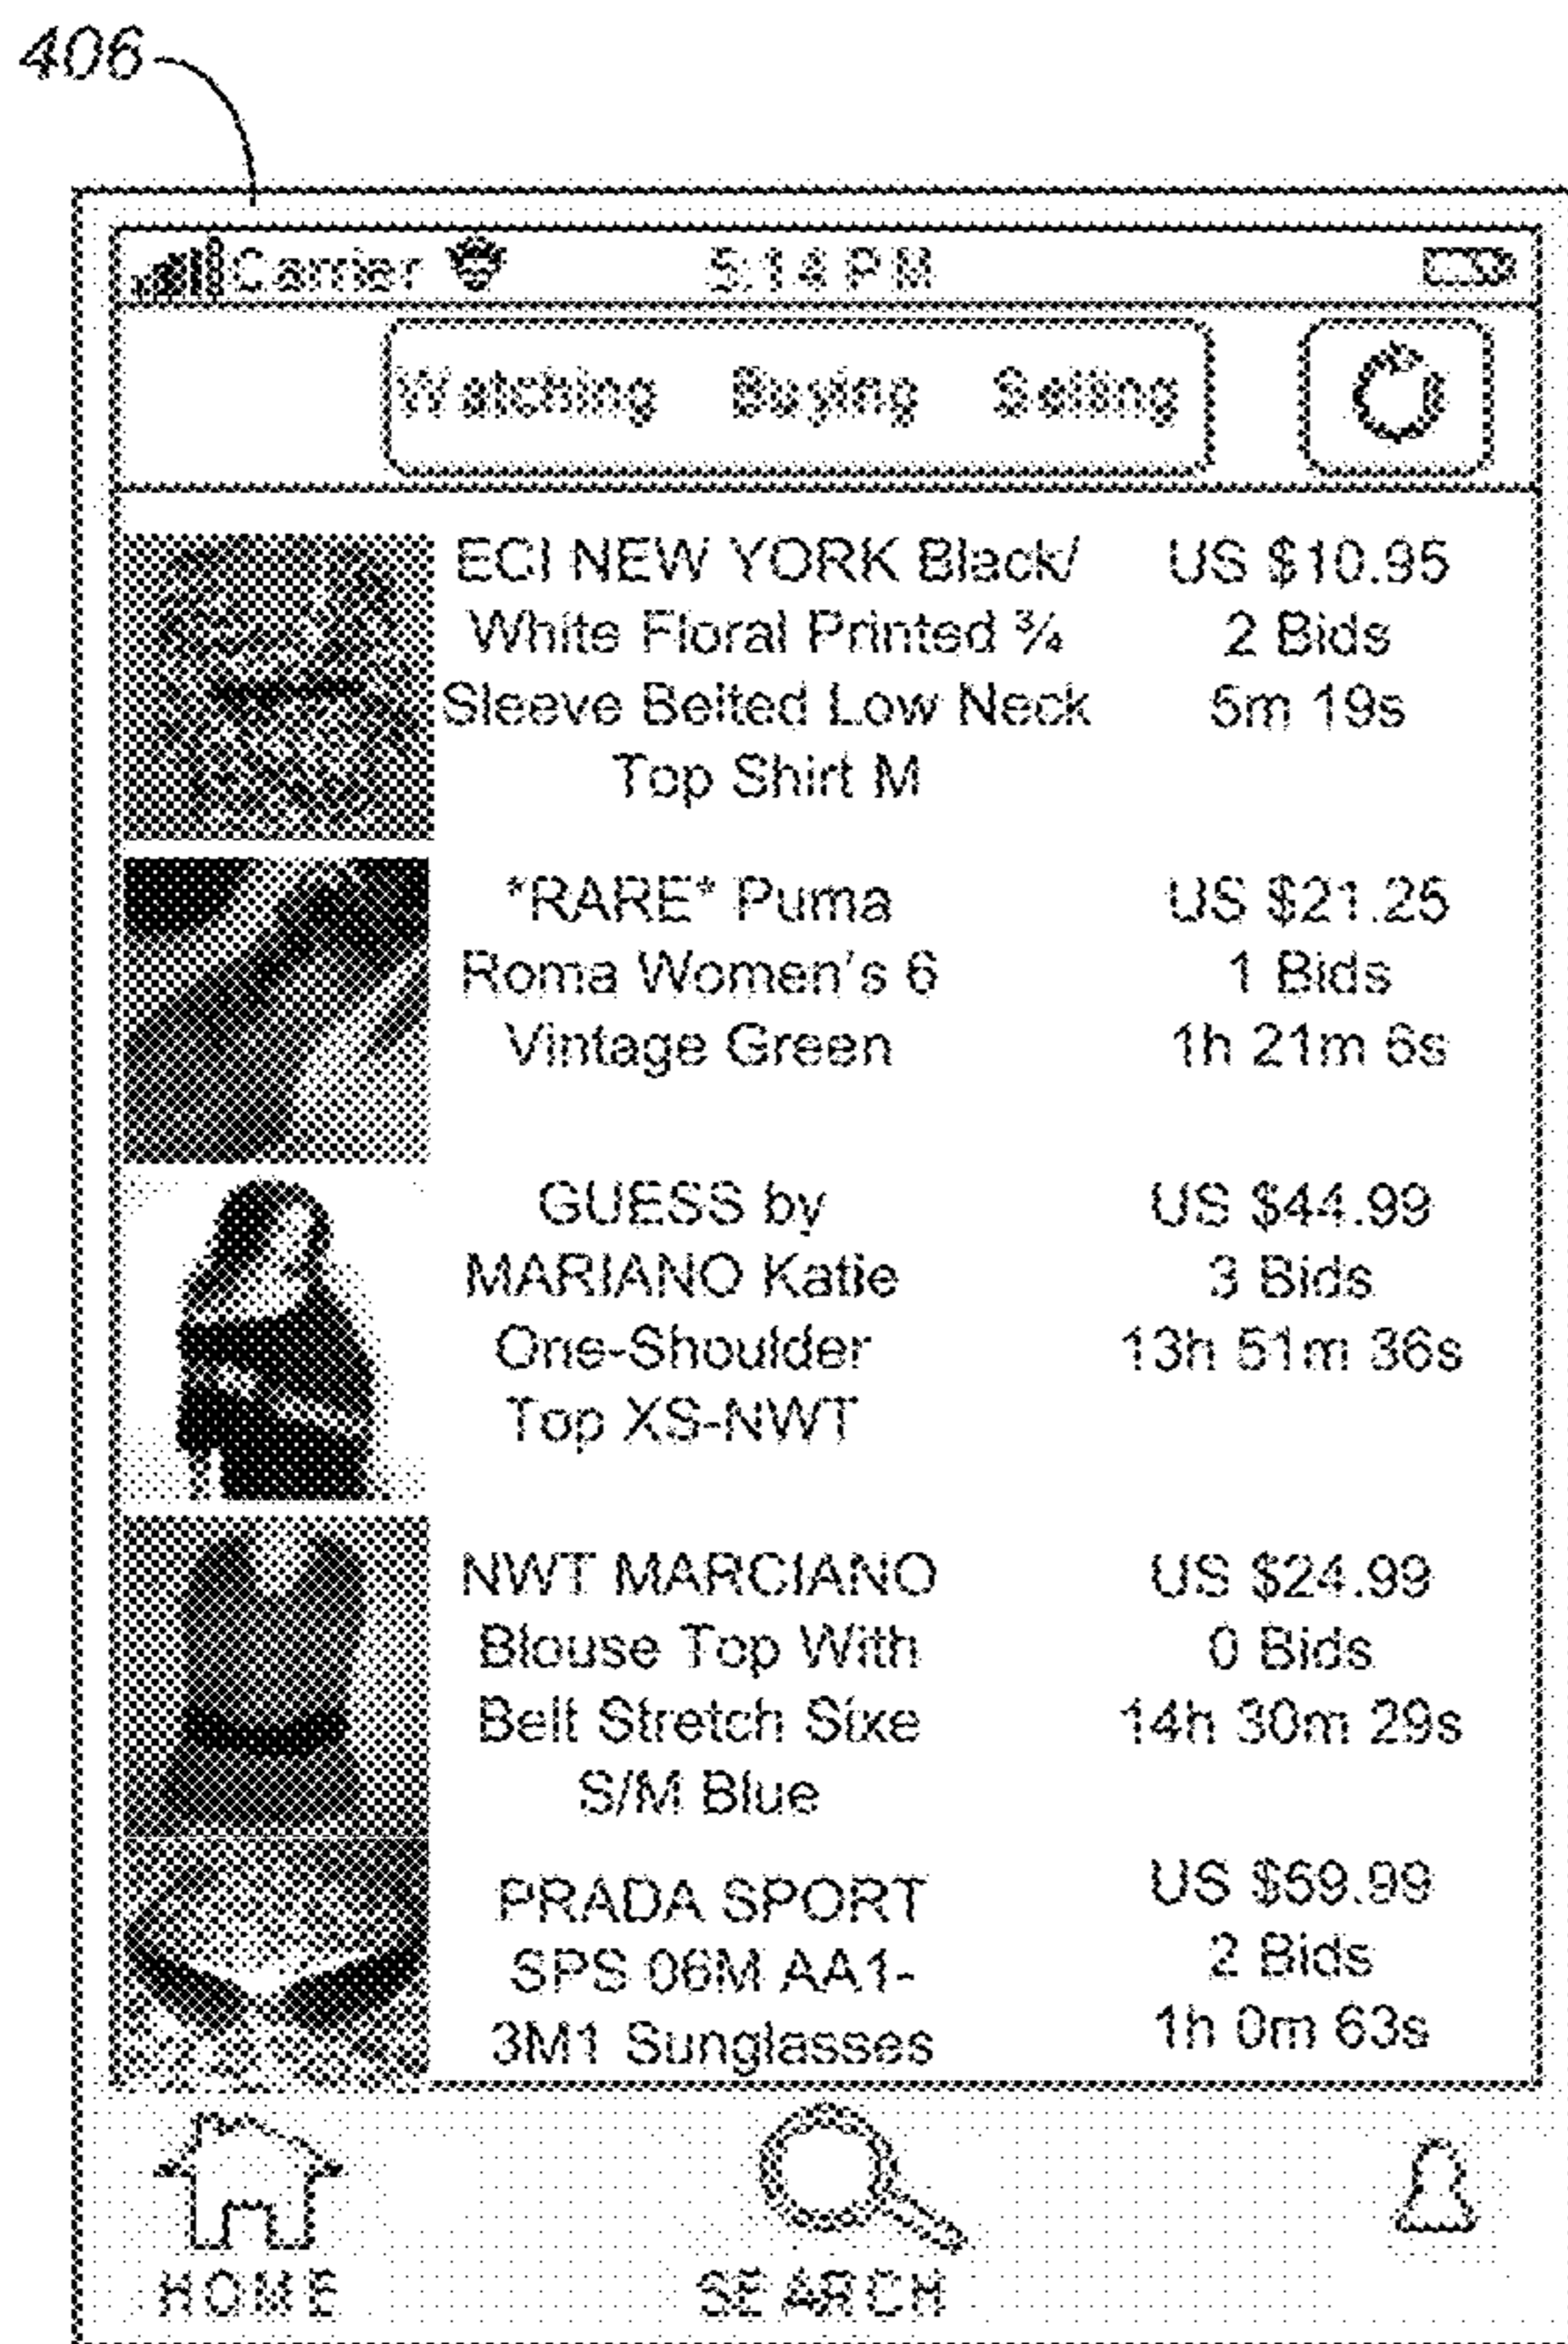 406
Carrier 5:14 PM
Watching Buying Selling
ECI NEW YORK Black/
White Floral Printed ¾
Sleeve Belted Low Neck
Top Shirt M
US $10.95
2 Bids
5m 19s
*RARE* Puma
Roma Women's 6
Vintage Green
US $21.25
1 Bids
1h 21m 6s
GUESS by
MARIANO Katie
One-Shoulder
Top XS-NWT
US $44.99
3 Bids
13h 51m 36s
NWT MARCIANO
Blouse Top With
Belt Stretch Sixe
S/M Blue
US $24.99
0 Bids
14h 30m 29s
PRADA SPORT
SPS 06M AA1-
3M1 Sunglasses
US $59.99
2 Bids
1h 0m 63s
HOME SEARCH